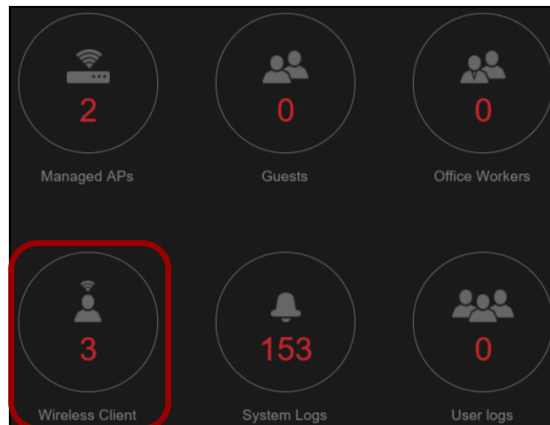 2
0
0
Managed APs
Guests
Office Workers
3
153
0
Wireless Client
System Logs
User logs